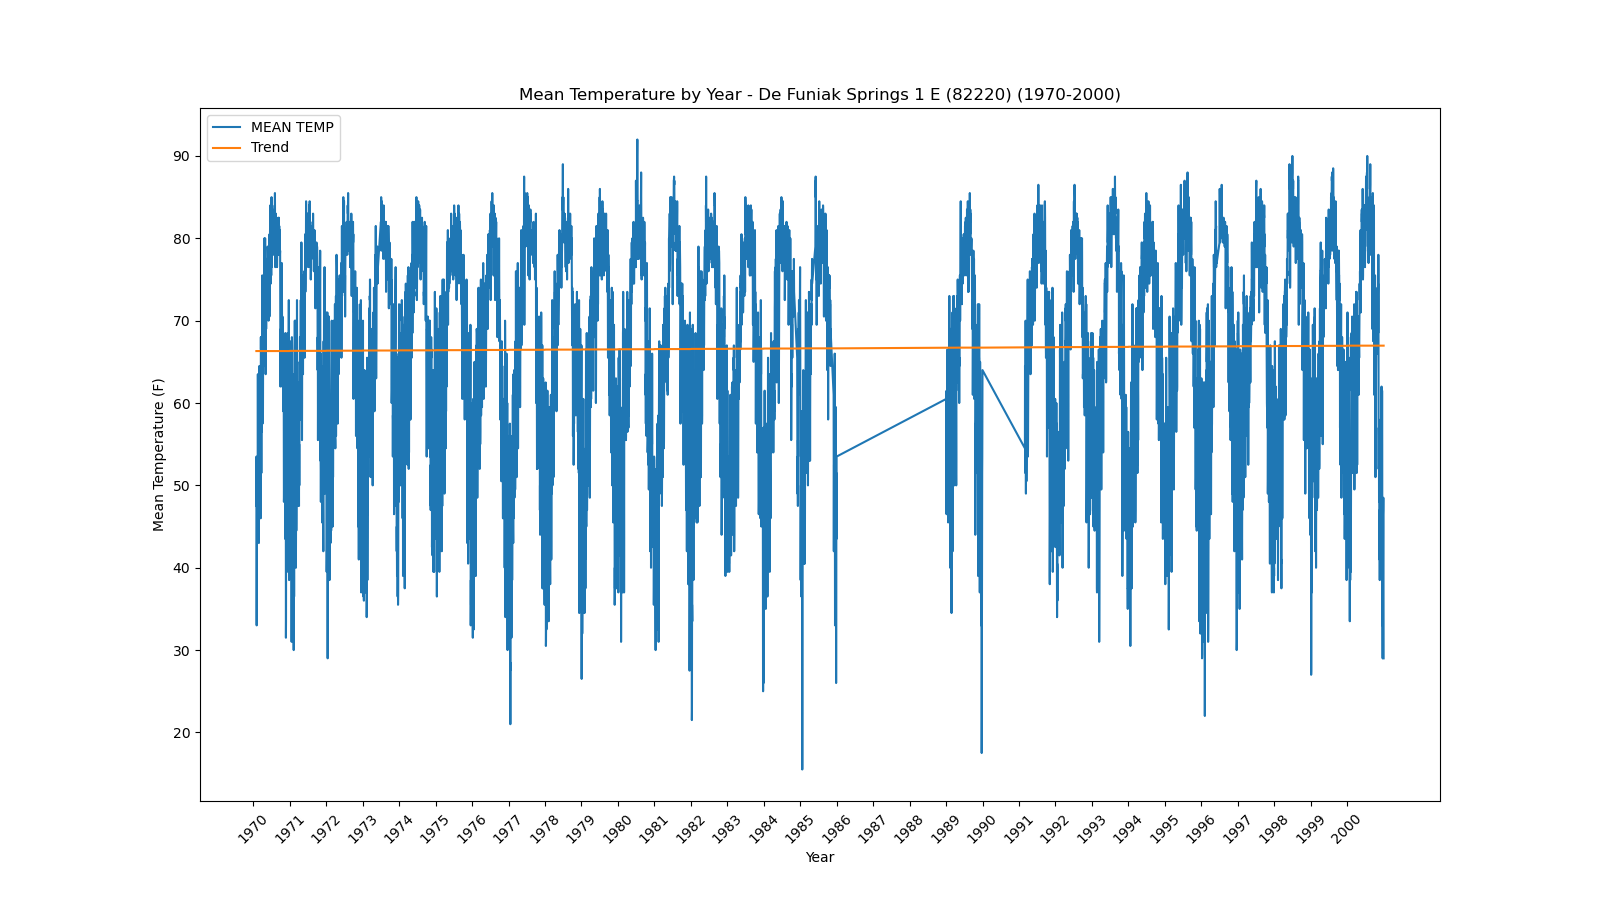 Mean Temperature by Year - De Funiak Springs 1 E (82220) (1970-2000)
MEAN TEMP
Trend
90
80
70
60
50
40
30
20
Mean Temperature (F)
1970 1971 1972 1973 1974 1975 1976 1977 1978 1979 1980 1981 1982 1983 1984 1985 1986 1987 1988 1989 1990 1991 1992 1993 1994 1995 1996 1997 1998 1999 2000
Year